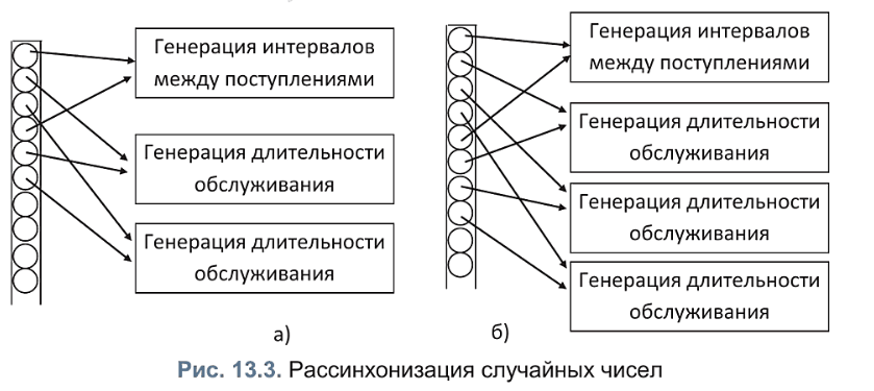 Генерация интервалов
между поступлениями
Генерация длительности
обслуживания
Генерация длительности
обслуживания
а)
Генерация интервалов
между поступлениями
Генерация длительности
обслуживания
Генерация длительности
обслуживания
Генерация длительности
обслуживания
б)
Рис. 13.3. Рассинхонизация случайных чисел